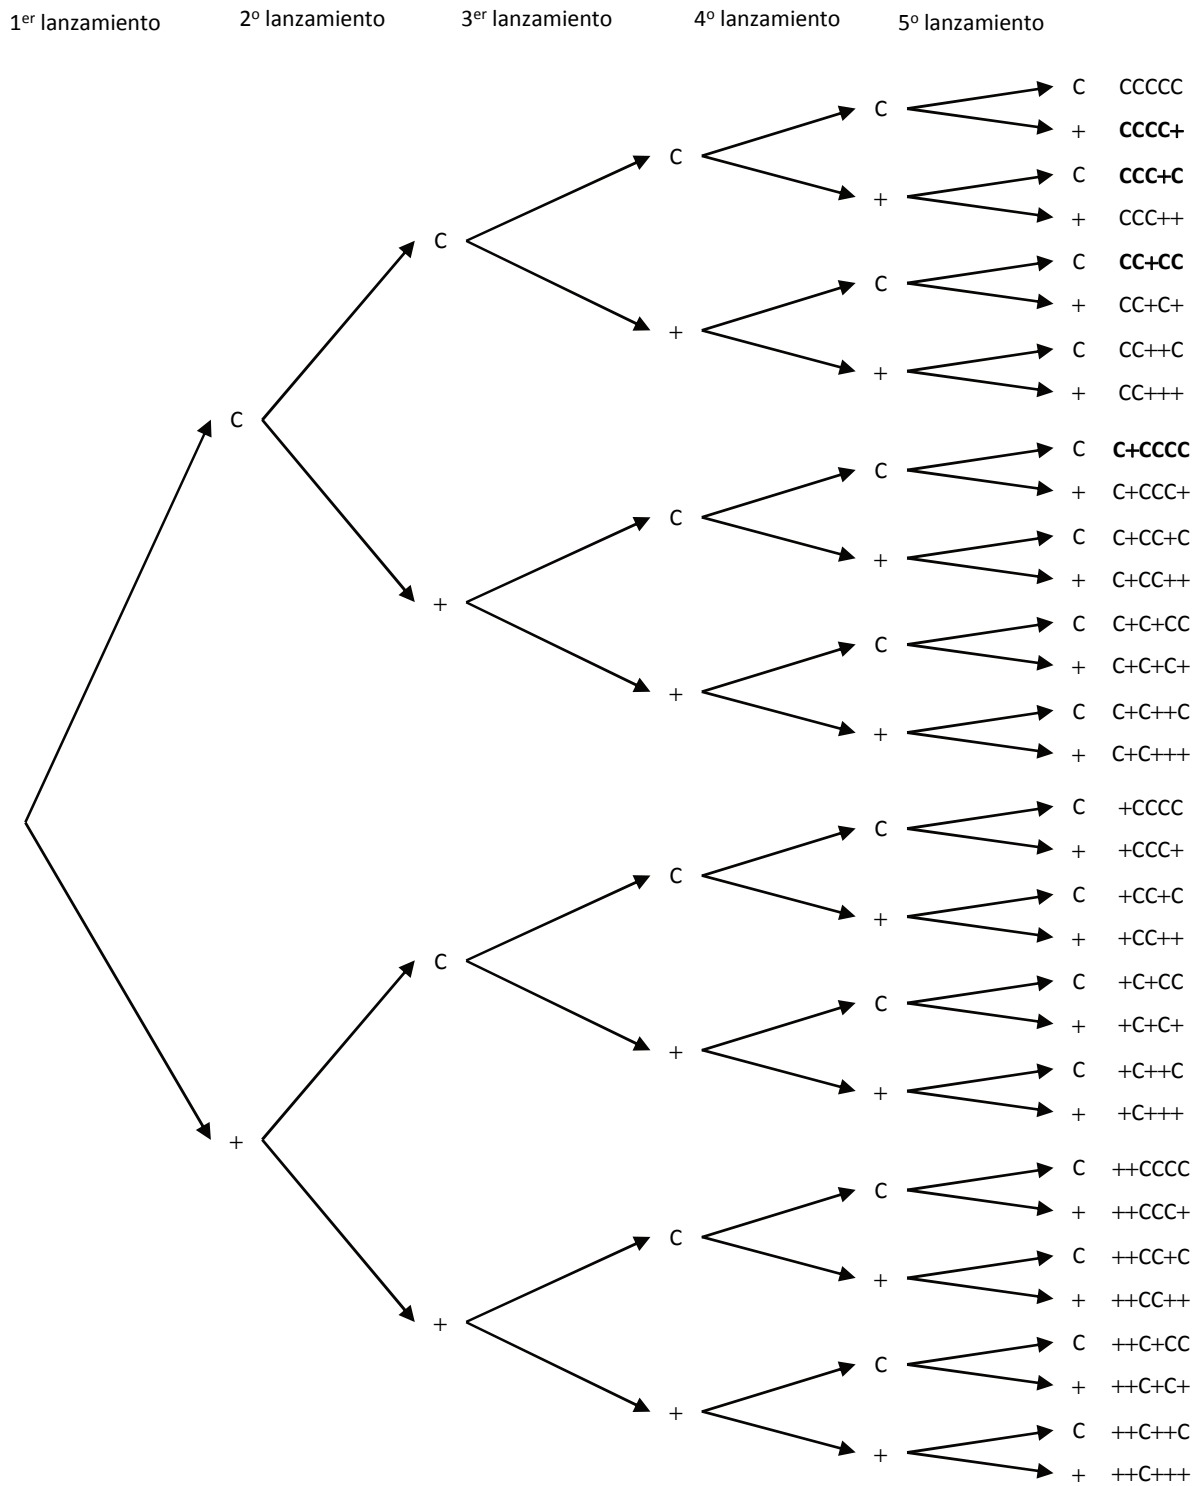 1er lanzamiento 2o lanzamiento 3er lanzamiento 4o lanzamiento 5o lanzamiento
C CCCCC
C
+ CCCC+
C
C CCC+C
+
+ CCC++
C
C CC+CC
C
+ CC+C+
+
C CC++C
+
+ CC+++
C
C C+CCCC
C
+ C+CCC+
C
C C+CC+C
+
+ C+CC++
+
C C+C+CC
C
+ C+C+C+
+
C C+C++C
+
+ C+C+++
C +CCCC
C
+ +CCC+
C
C +CC+C
+
+ +CC++
C
C +C+CC
C
+ +C+C+
+
C +C++C
+
+ +C+++
+
C ++CCCC
C
+ ++CCC+
C
C ++CC+C
+
+ ++CC++
+
C ++C+CC
C
+ ++C+C+
+
C ++C++C
+
+ ++C+++